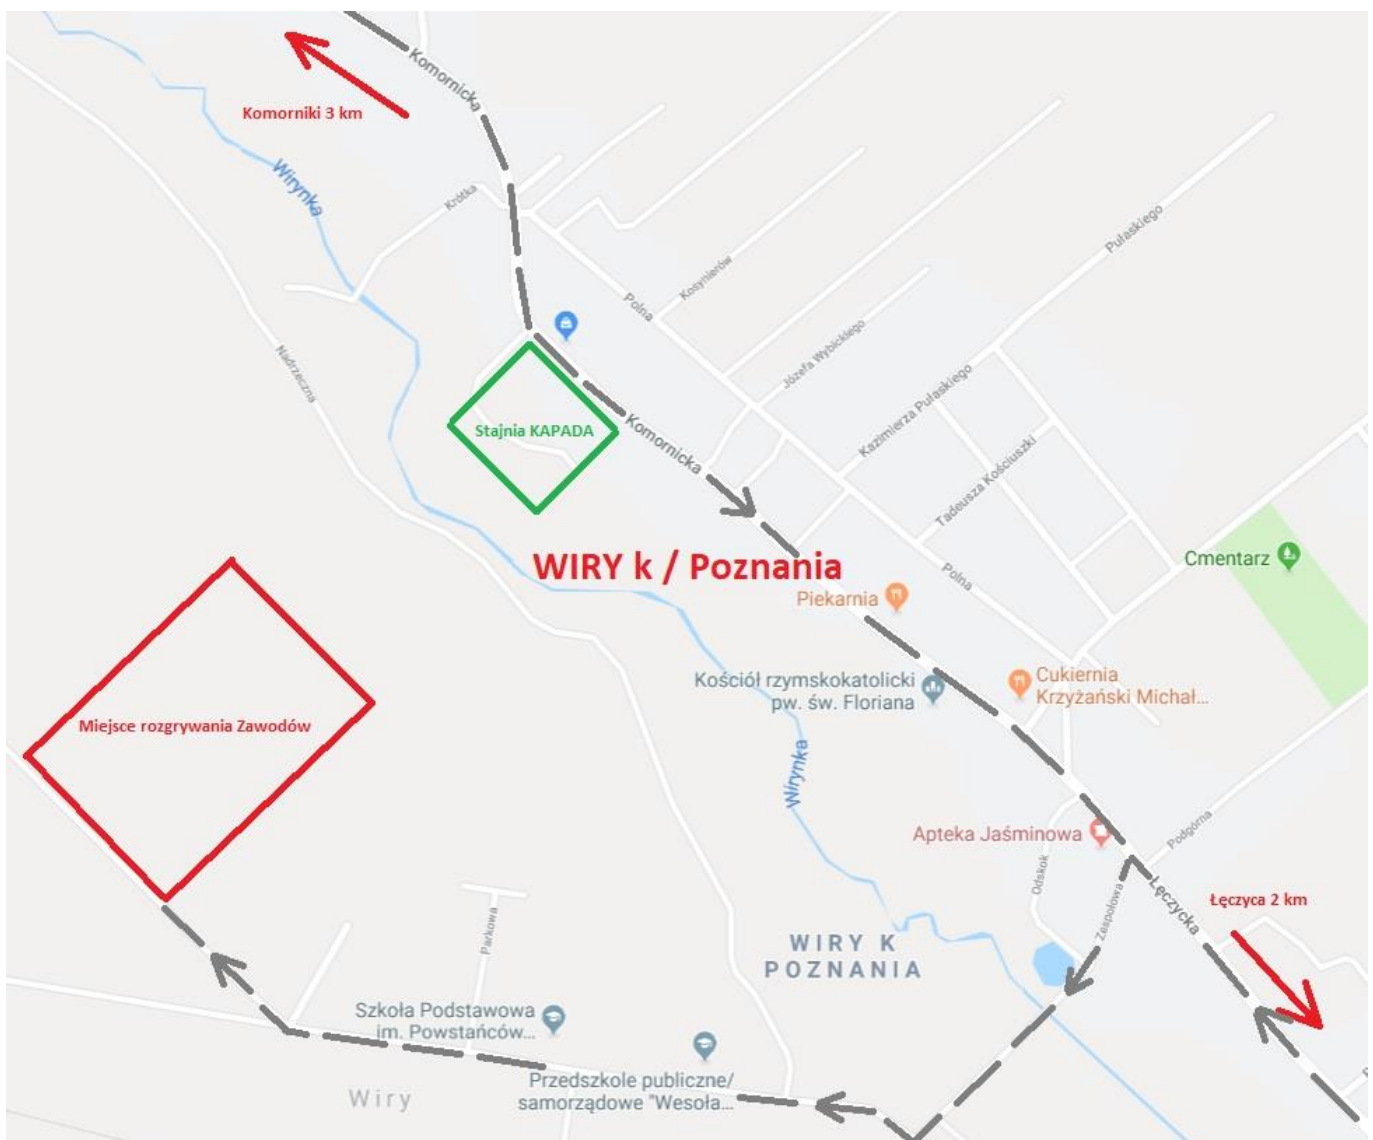 Komornicka
Komorniki 3 km
Wirynka
Krótka
Pułaskiego
Kosynierów
Polna
Józefa Wybickiego
Nadrzeczna
Kazimierza Pułaskiego
Stajnia KAPADA
Komornicka
Tadeusza Kościuszki
WIRY k / Poznania
Cmentarz
Polna
Piekarnia
Kościół rzymskokatolicki
pw. św. Floriana
Cukiernia
Krzyżański Michał...
Miejsce rozgrywania Zawodów
Wirynka
Apteka Jaśminowa
Podgórna
Odskok
Zespołowa
Łęczycka
Łęczyca 2 km
Parkowa
WIRY K
POZNANIA
Szkoła Podstawowa
im. Powstańców...
Przedszkole publiczne/
samorządowe "Wesoła...
Wiry